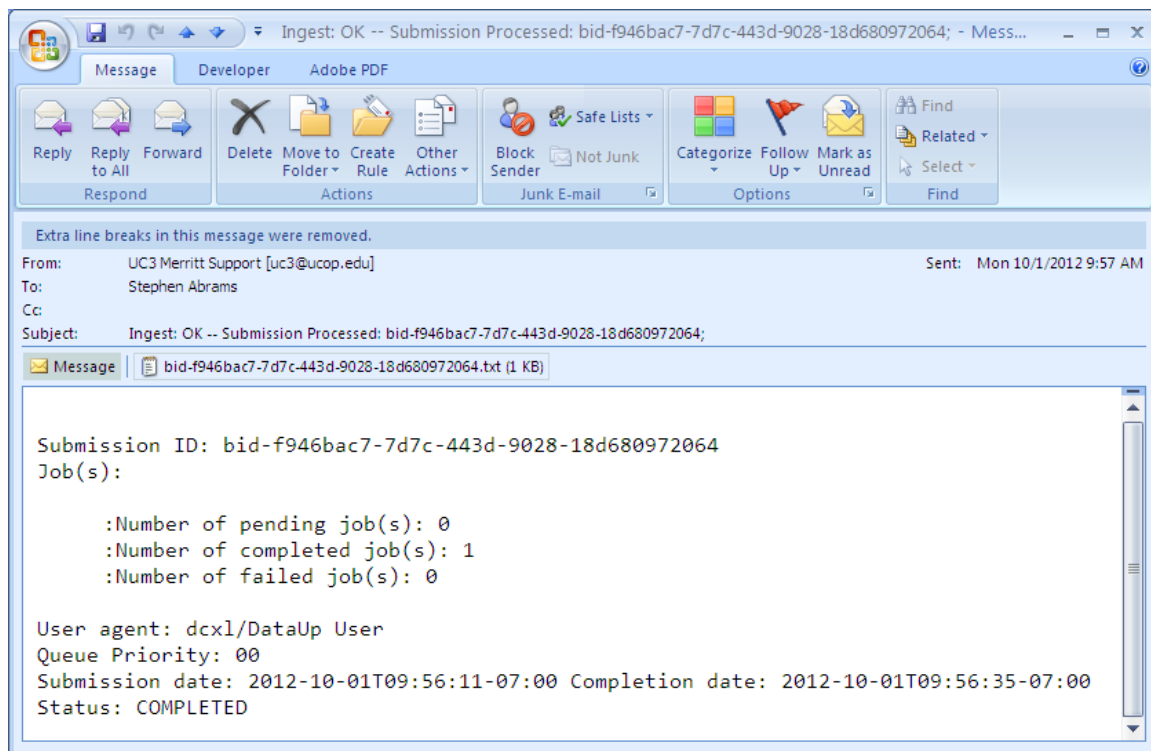 Ingest: OK -- Submission Processed: bid-f946bac7-7d7c-443d-9028-18d680972064; - Mess...
Message Developer Adobe PDF
Reply Reply to All Forward Delete Move to Folder Create Rule Other Actions Block Sender Safe Lists Not Junk Categorize Follow Up Mark as Unread Find Related Select
Respond Actions Junk E-mail Options Find
Extra line breaks in this message were removed.
From: UC3 Merritt Support [uc3@ucop.edu] Sent: Mon 10/1/2012 9:57 AM
To: Stephen Abrams
Cc:
Subject: Ingest: OK -- Submission Processed: bid-f946bac7-7d7c-443d-9028-18d680972064;
Message bid-f946bac7-7d7c-443d-9028-18d680972064.txt (1 KB)
Submission ID: bid-f946bac7-7d7c-443d-9028-18d680972064
Job(s):
:Number of pending job(s): 0
:Number of completed job(s): 1
:Number of failed job(s): 0
User agent: dcxl/DataUp User
Queue Priority: 00
Submission date: 2012-10-01T09:56:11-07:00 Completion date: 2012-10-01T09:56:35-07:00
Status: COMPLETED